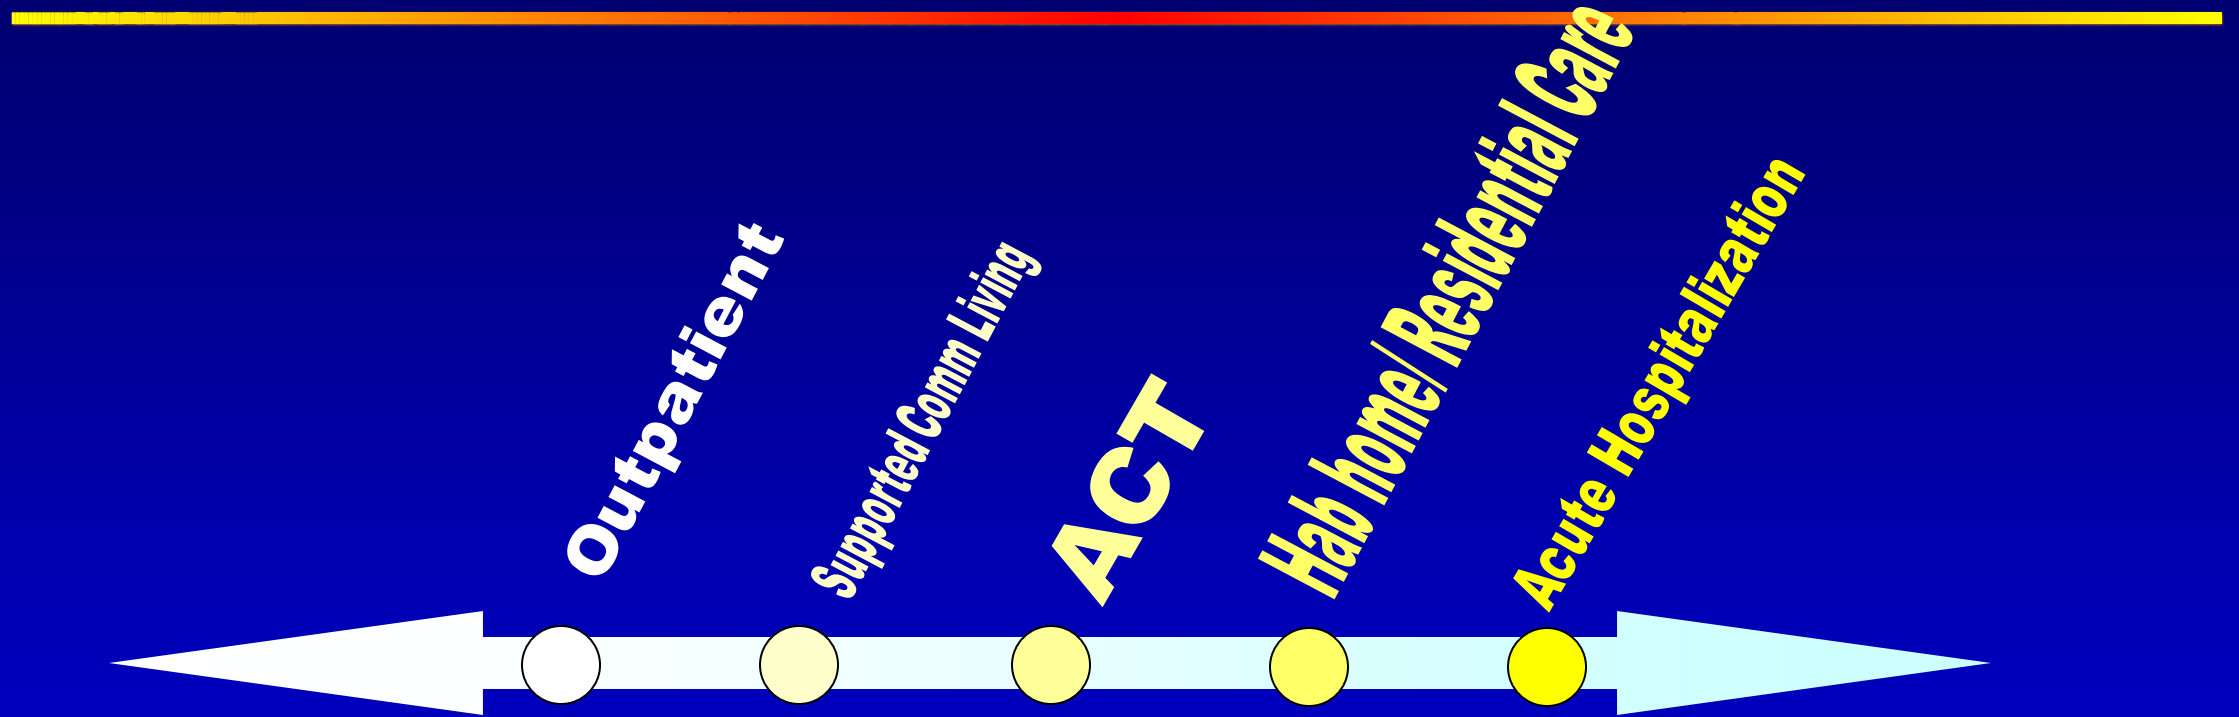 Outpatient
Supported Comm Living
ACT
Hab home/ Residential Care
Acute Hospitalization